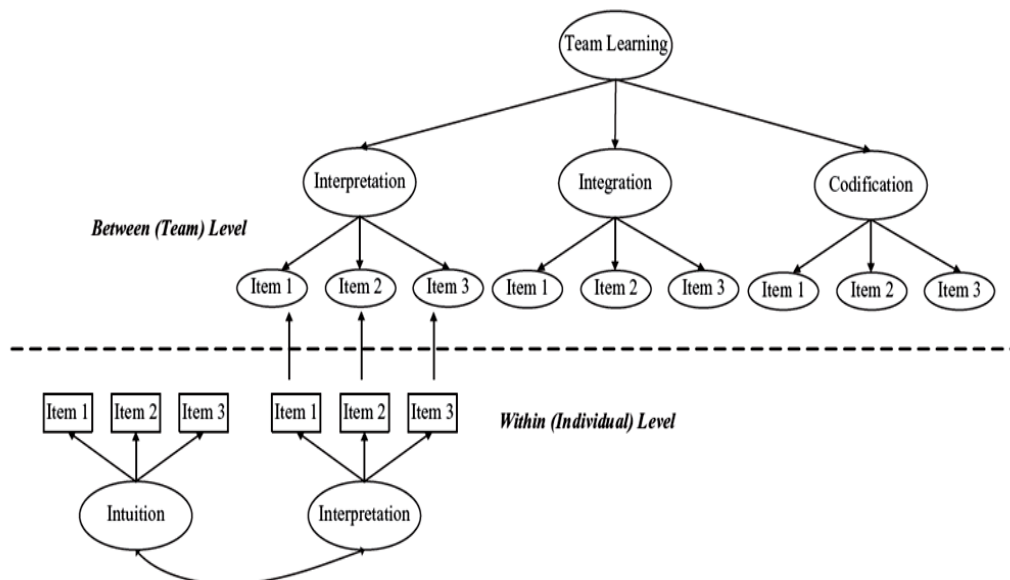 Team Learning
Interpretation
Integration
Codification
Between (Team) Level
Item 1
Item 2
Item 3
Item 1
Item 2
Item 3
Item 1
Item 2
Item 3
Item 1
Item 2
Item 3
Item 1
Item 2
Item 3
Within (Individual) Level
Intuition
Interpretation